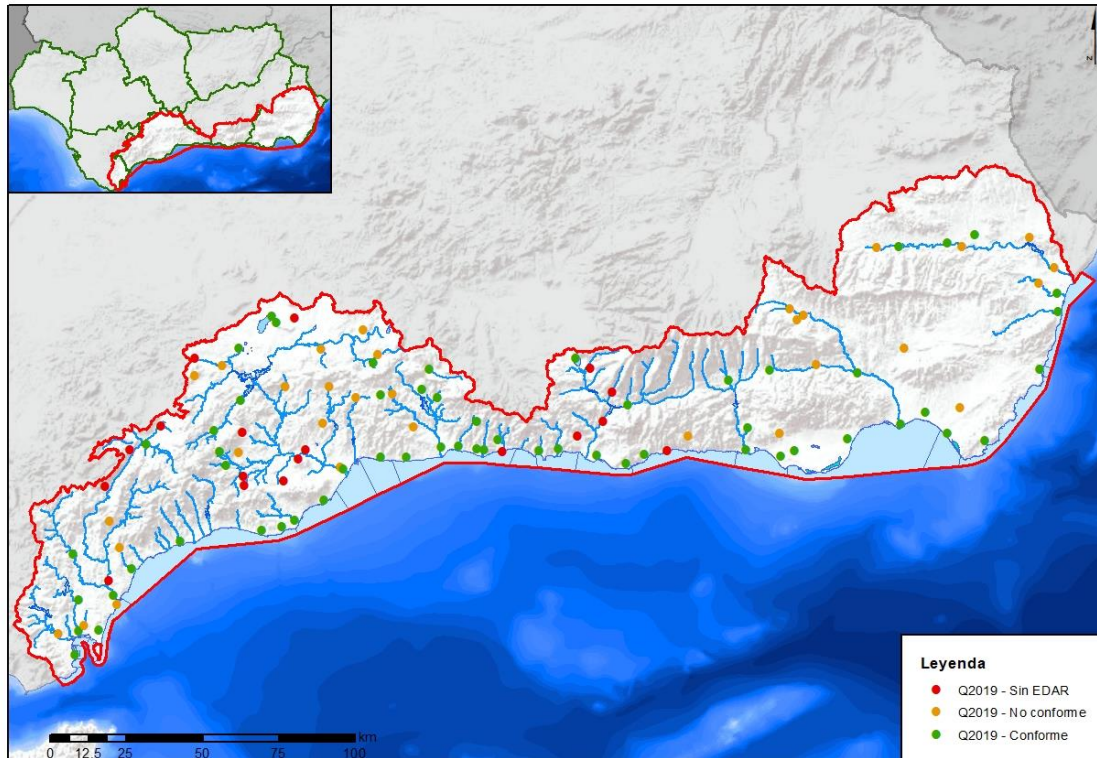 N
Leyenda
Q2019 - Sin EDAR
Q2019 - No conforme
Q2019 - Conforme
km
0 12.5 25 50 75 100